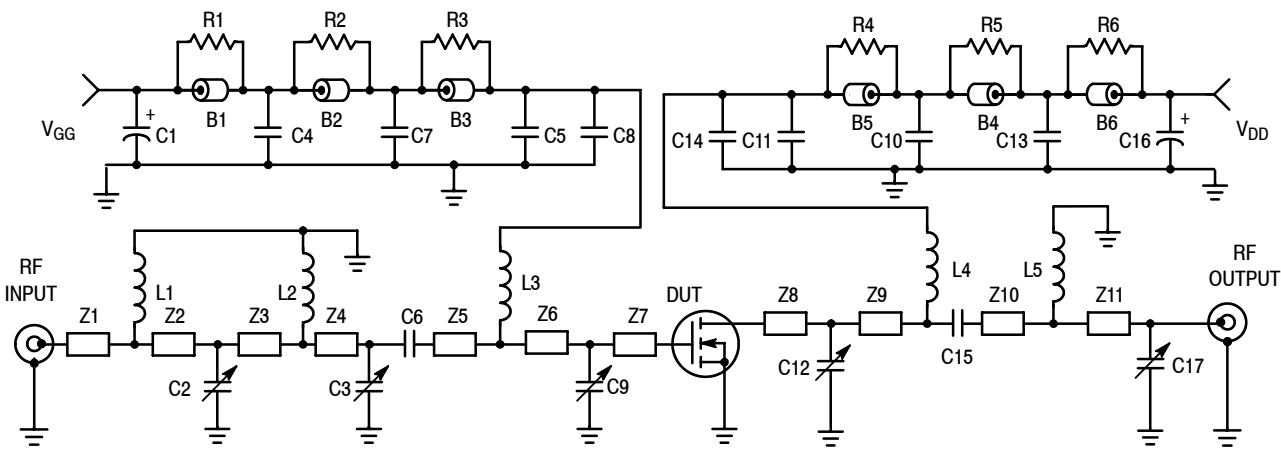 R1 R2 R3 R4 R5 R6
B1 B2 B3 B5 B4 B6
VGG + C1 C4 C7 C5 C8 C14 C11 C10 C13 C16 + VDD
RF INPUT
L1 L2 L3 L4 L5
RF OUTPUT
Z1 Z2 Z3 Z4 C6 Z5 Z6 Z7 DUT Z8 Z9 C15 Z10 Z11
C2 C3 C9 C12 C17